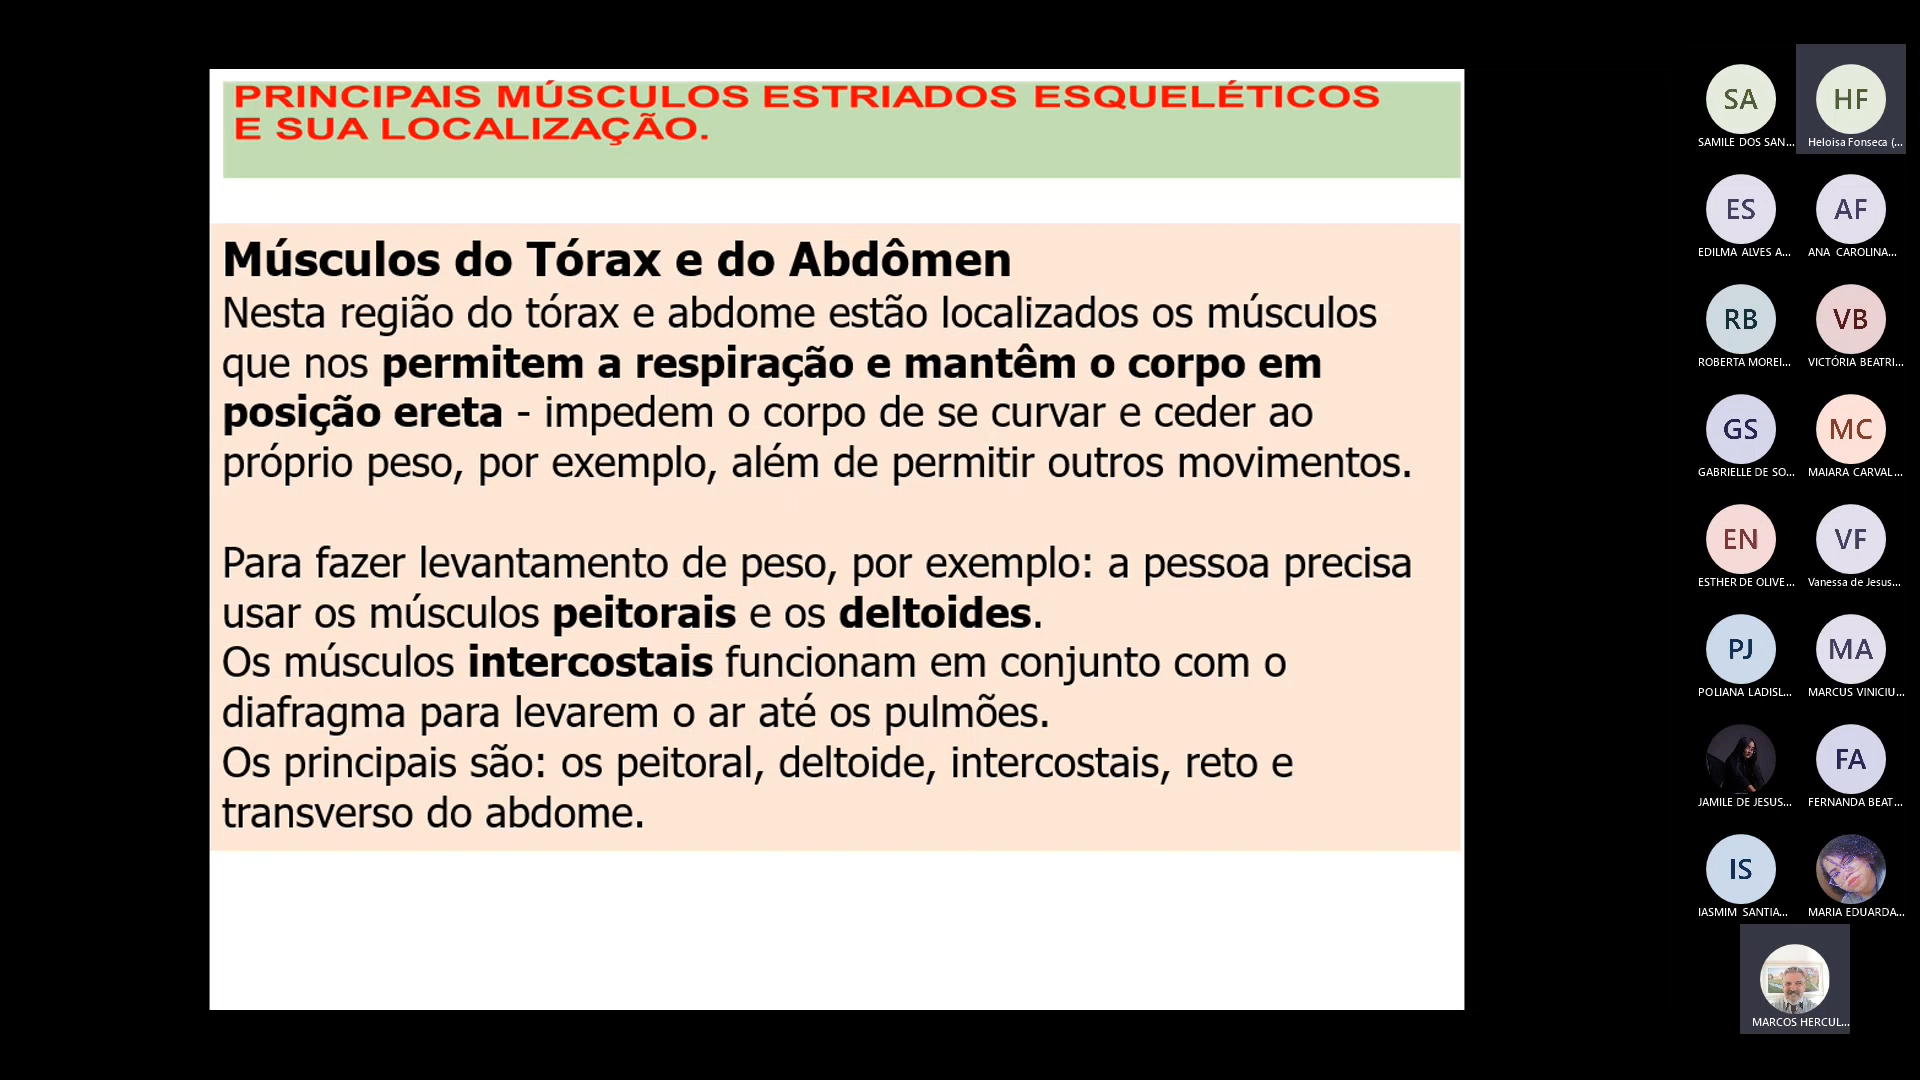 PRINCIPAIS MÚSCULOS ESTRIADOS ESQUELÉTICOS
E SUA LOCALIZAÇÃO.
Músculos do Tórax e do Abdômen
Nesta região do tórax e abdome estão localizados os músculos
que nos permitem a respiração e mantêm o corpo em
posição ereta - impedem o corpo de se curvar e ceder ao
próprio peso, por exemplo, além de permitir outros movimentos.
Para fazer levantamento de peso, por exemplo: a pessoa precisa
usar os músculos peitorais e os deltoides.
Os músculos intercostais funcionam em conjunto com o
diafragma para levarem o ar até os pulmões.
Os principais são: os peitoral, deltoide, intercostais, reto e
transverso do abdome.
SA
SAMILE DOS SAN...
HF
Heloisa Fonseca (...
ES
EDILMA ALVES A...
AF
ANA CAROLINA...
RB
ROBERTA MOREI...
VB
VICTÓRIA BEATRI...
GS
GABRIELLE DE SO...
MC
MAIARA CARVAL...
EN
ESTHER DE OLIVE...
VF
Vanessa de Jesus...
PJ
POLIANA LADISL...
MA
MARCUS VINICIU...
JAMILE DE JESUS...
FA
FERNANDA BEAT...
IS
IASMIM SANTIA...
MARIA EDUARDA...
MARCOS HERCUL...